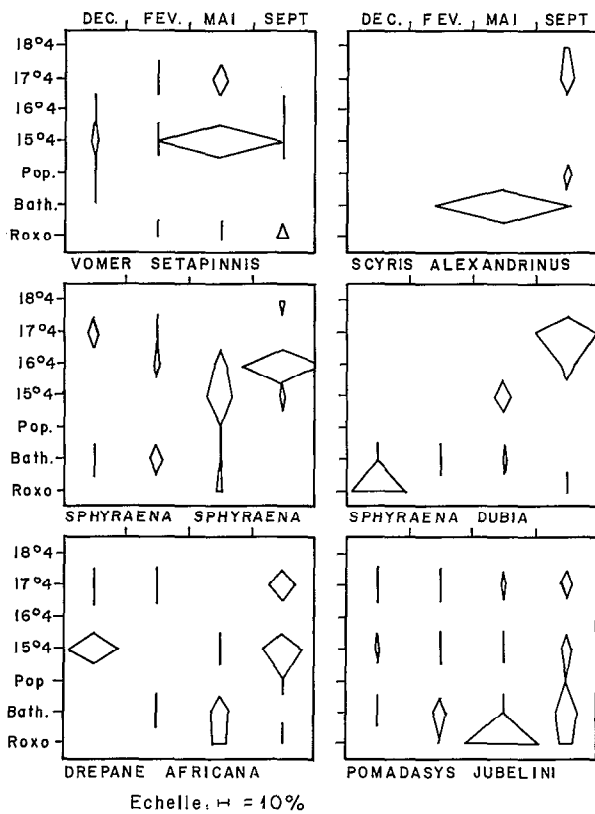 DEC. FEV. MAI SEPT DEC. FEV. MAI SEPT
18°4
17°4
16°4
15°4
Pop.
Bath.
Roxo
VOMER SETAPINNIS SCYRIS ALEXANDRINUS
18°4
17°4
16°4
15°4
Pop.
Bath.
Roxo
SPHYRAENA SPHYRAENA SPHYRAENA DUBIA
18°4
17°4
16°4
15°4
Pop
Bath.
Roxo
DREPANE AFRICANA POMADASYS JUBELINI
Echelle, ⊢⊣ = 10%